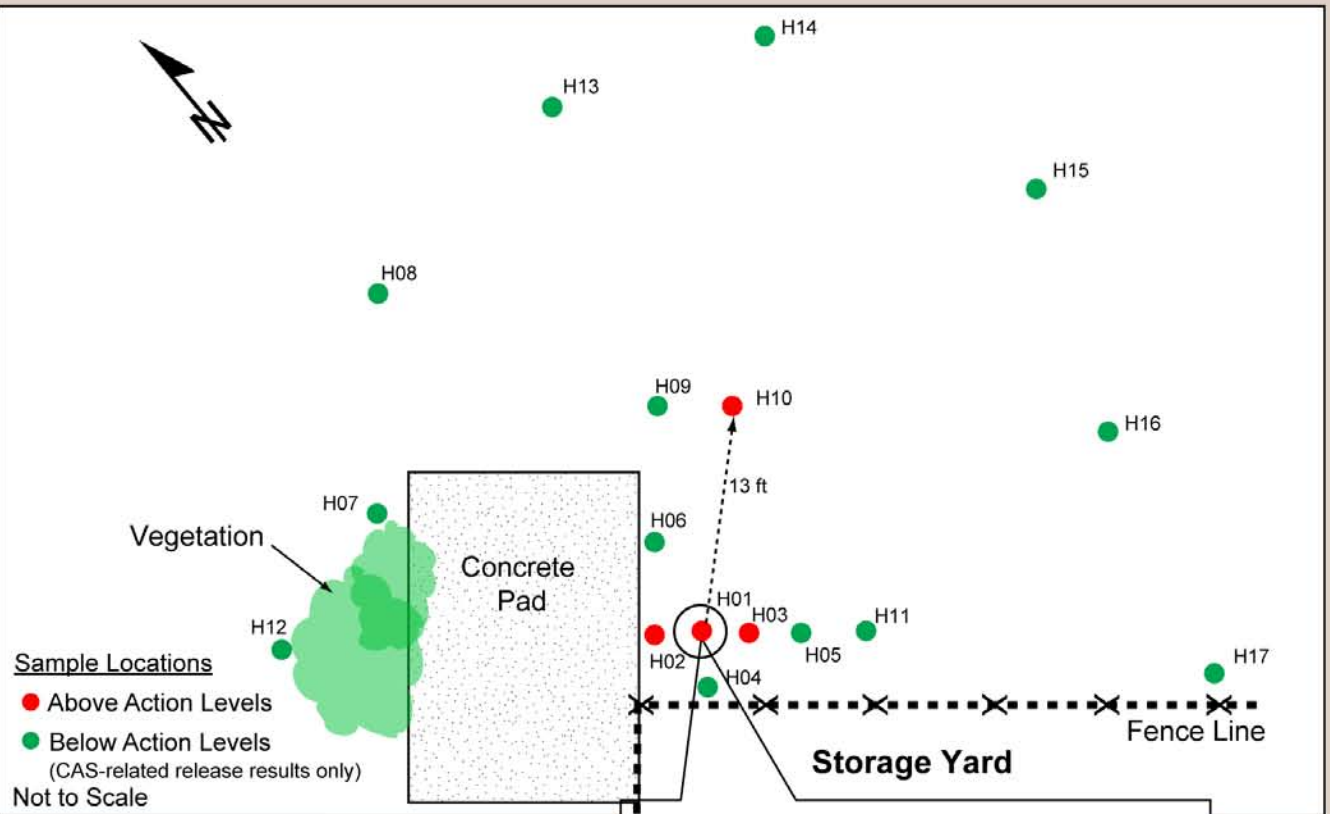 H14
H13
N
H15
H08
H09
H10
H16
13 ft
H07
H06
Vegetation
Concrete
Pad
H01
H03
H11
H12
H02
H05
H04
H17
Sample Locations
Above Action Levels
Below Action Levels
(CAS-related release results only)
Not to Scale
Fence Line
Storage Yard